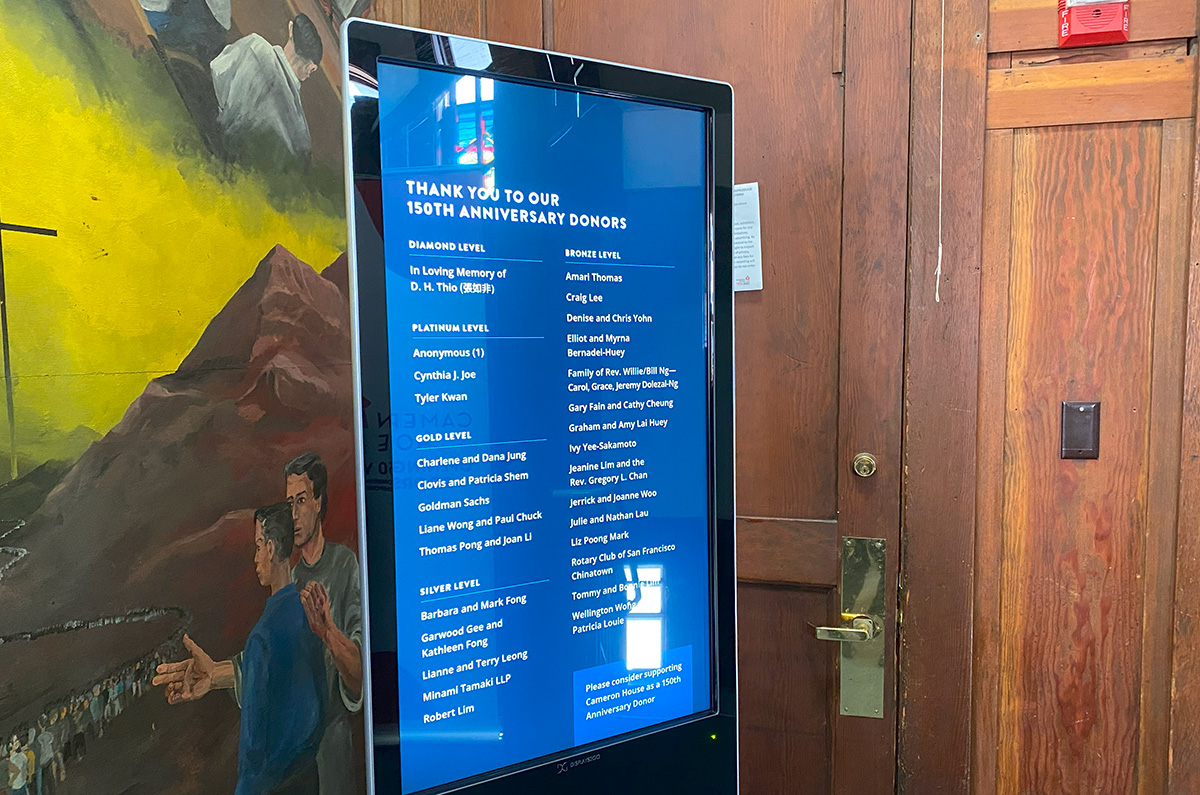 THANK YOU TO OUR
150TH ANNIVERSARY DONORS
DIAMOND LEVEL
In Loving Memory of
D. H. Thio (張如非)
PLATINUM LEVEL
Anonymous (1)
Cynthia J. Joe
Tyler Kwan
GOLD LEVEL
Charlene and Dana Jung
Clovis and Patricia Shem
Goldman Sachs
Liane Wong and Paul Chuck
Thomas Pong and Joan Li
SILVER LEVEL
Barbara and Mark Fong
Garwood Gee and
Kathleen Fong
Lianne and Terry Leong
Minami Tamaki LLP
Robert Lim
BRONZE LEVEL
Amari Thomas
Craig Lee
Denise and Chris Yohn
Elliot and Myrna
Bernadel-Huey
Family of Rev. Willie/Bill Ng—
Carol, Grace, Jeremy Dolezal-Ng
Gary Fain and Cathy Cheung
Graham and Amy Lai Huey
Ivy Yee-Sakamoto
Jeanine Lim and the
Rev. Gregory L. Chan
Jerrick and Joanne Woo
Julie and Nathan Lau
Liz Poong Mark
Rotary Club of San Francisco
Chinatown
Tommy and Bonnie Lim
Wellington Wong
Patricia Louie
Please consider supporting
Cameron House as a 150th
Anniversary Donor
FIRE
FIRE